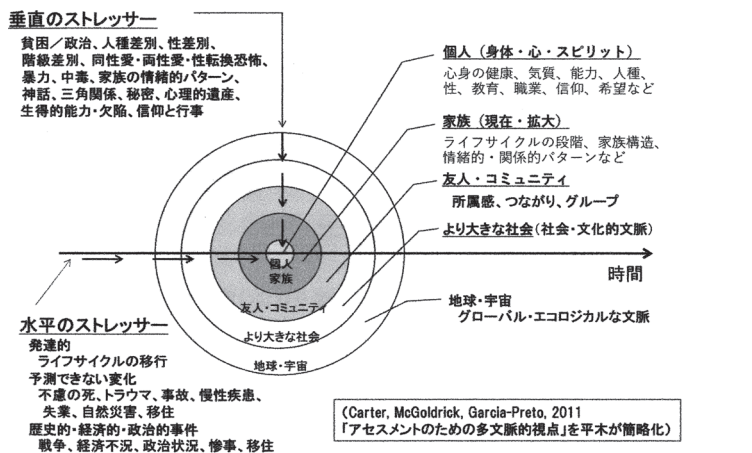 垂直のストレッサー
貧困／政治、人種差別、性差別、
階級差別、同性愛・両性愛・性転換恐怖、
暴力、中毒、家族の情緒的パターン、
神話、三角関係、秘密、心理的遺産、
生得的能力・欠陥、信仰と行事
個人（身体・心・スピリット）
心身の健康、気質、能力、人種、
性、教育、職業、信仰、希望など
家族（現在・拡大）
ライフサイクルの段階、家族構造、
情緒的・関係的パターンなど
友人・コミュニティ
所属感、つながり、グループ
より大きな社会（社会・文化的文脈）
時間
地球・宇宙
グローバル・エコロジカルな文脈
個人
家族
友人・コミュニティ
より大きな社会
地球・宇宙
水平のストレッサー
発達的
ライフサイクルの移行
予測できない変化
不慮の死、トラウマ、事故、慢性疾患、
失業、自然災害、移住
歴史的・経済的・政治的事件
戦争、経済不況、政治状況、惨事、移住
（Carter, McGoldrick, Garcia-Preto, 2011
「アセスメントのための多文脈的視点」を平木が簡略化）